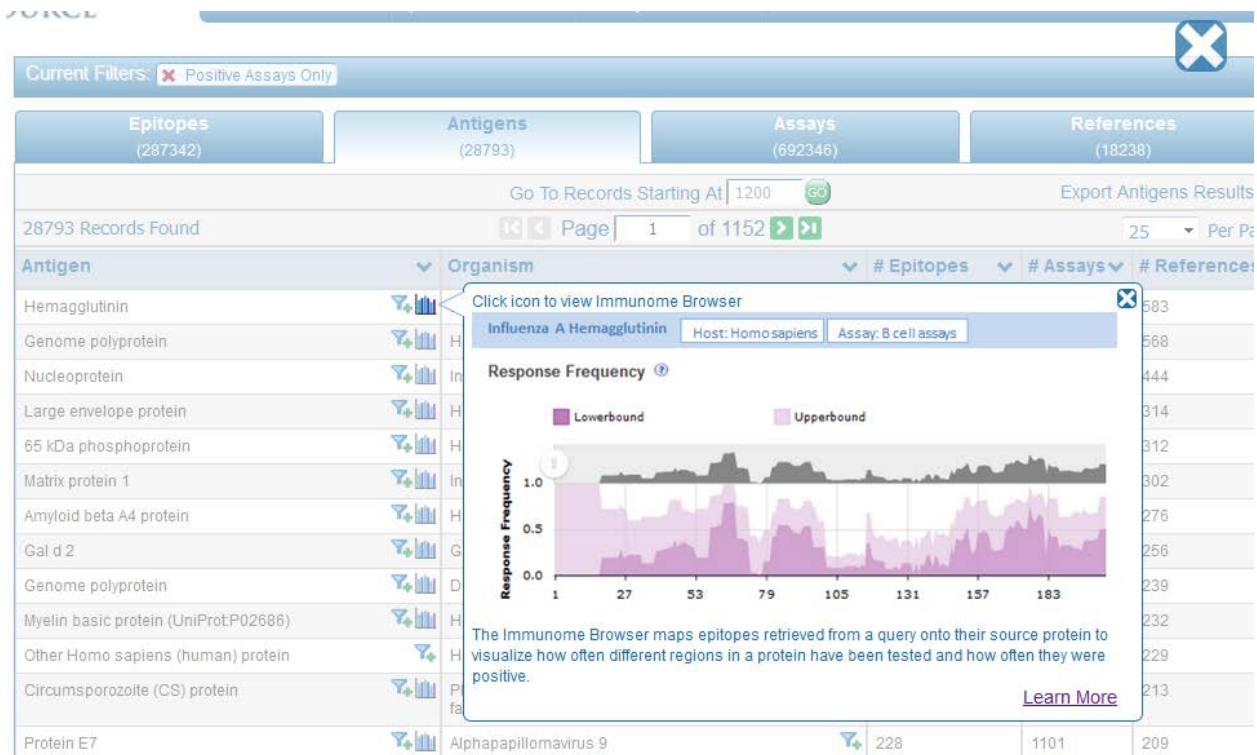 Current Filters: Positive Assays Only
Epitopes
(287342)
Antigens
(28793)
Assays
(692346)
References
(18238)
Go To Records Starting At 1200 GO
Export Antigens Results
28793 Records Found
Page 1 of 1152
25 Per
Antigen
Organism
# Epitopes
# Assays
# References
Hemagglutinin
583
Genome polyprotein
H
568
Nucleoprotein
In
444
Large envelope protein
H
314
65 kDa phosphoprotein
H
312
Matrix protein 1
In
302
Amyloid beta A4 protein
H
276
Gal d 2
G
256
Genome polyprotein
D
239
Myelin basic protein (UniProt:P02686)
H
232
Other Homo sapiens (human) protein
H
229
Circumsporozoite (CS) protein
213
Protein E7
Alphapapillomavirus 9
228
1101
209
Click icon to view Immunome Browser
Influenza A Hemagglutinin
Host: Homo sapiens
Assay: B cell assays
Response Frequency
Lowerbound
Upperbound
Response Frequency
1.0
0.5
0.0
1 27 53 79 105 131 157 183
The Immunome Browser maps epitopes retrieved from a query onto their source protein to
visualize how often different regions in a protein have been tested and how often they were
positive.
Learn More